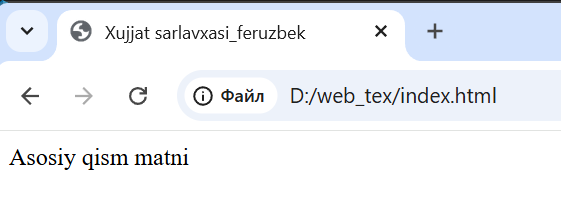 Xujjat sarlavxasi_feruzbek
Файл D:/web_tex/index.html
Asosiy qism matni